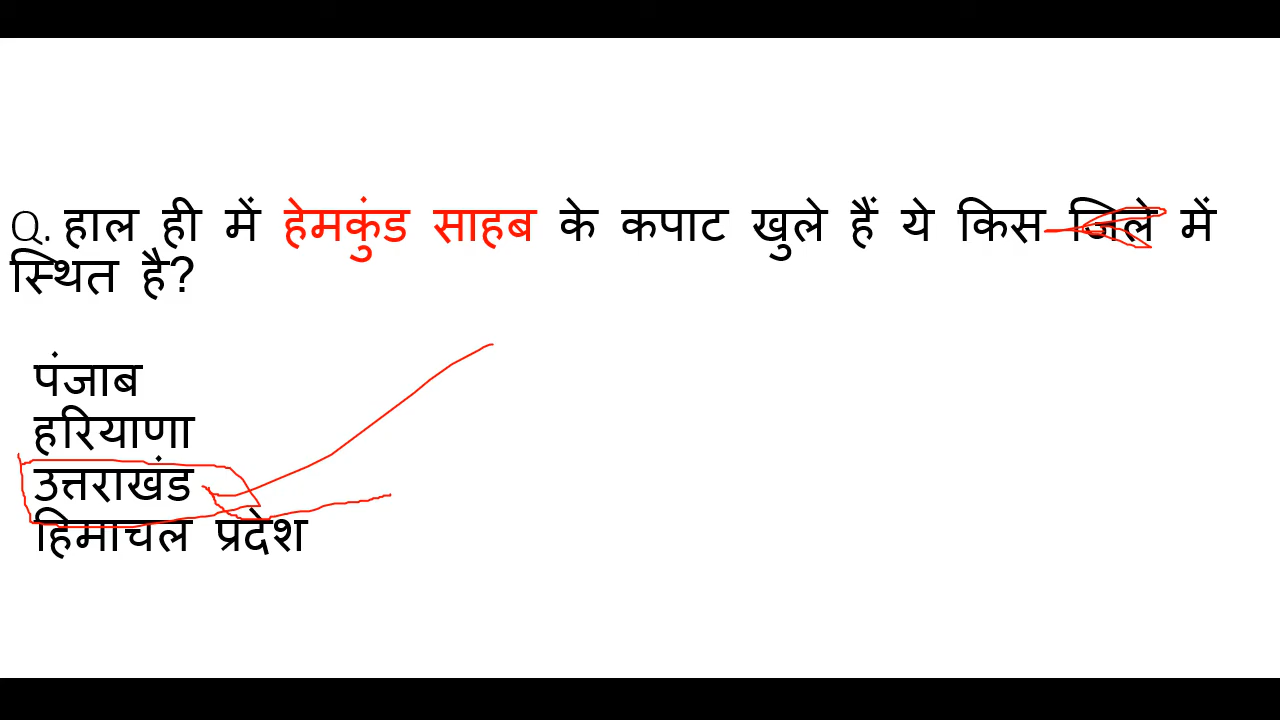 Q. हाल ही में हेमकुंड साहब के कपाट खुले हैं ये किस जिले में
स्थित है?
पंजाब
हरियाणा
उत्तराखंड
हिमाचल प्रदेश